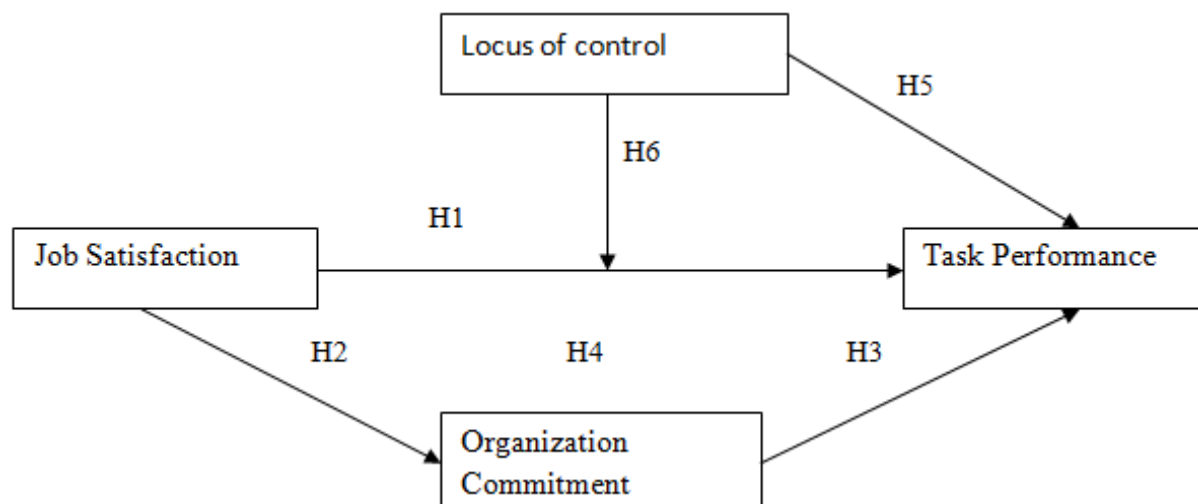 Locus of control
H5
H6
H1
Job Satisfaction
Task Performance
H2
H4
H3
Organization
Commitment